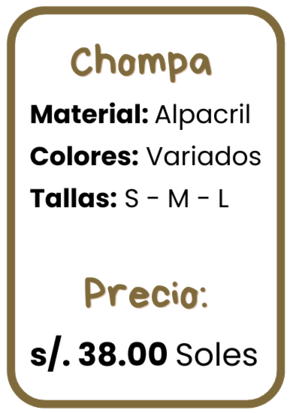 Chompa
Material: Alpacril
Colores: Variados
Tallas: S - M - L
Precio:
s/. 38.00 Soles